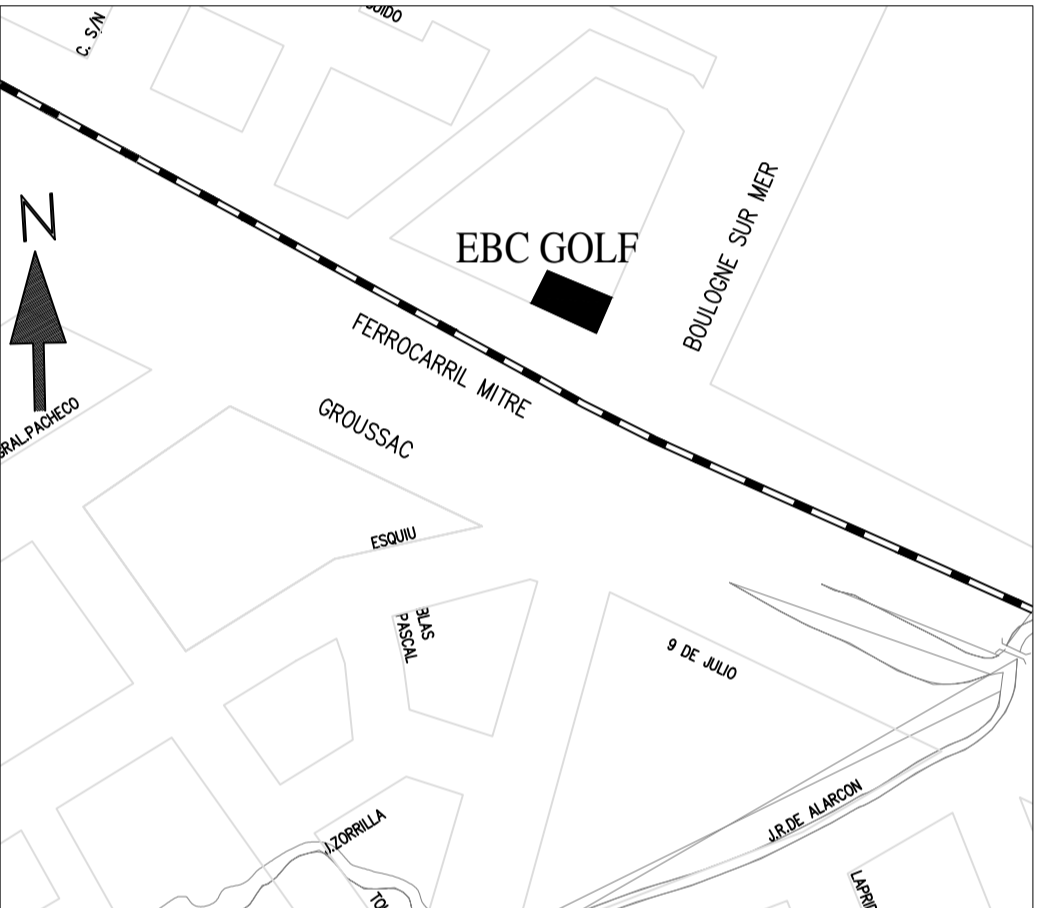 C. S/N
N
EBC GOLF
BOULOGNE SUR MER
FERROCARRIL MITRE
GROUSSAC
GRAL.PACHECO
ESQUIU
BLAS
PASCAL
9 DE JULIO
J.R.DE ALARCON
J.ZORRILLA